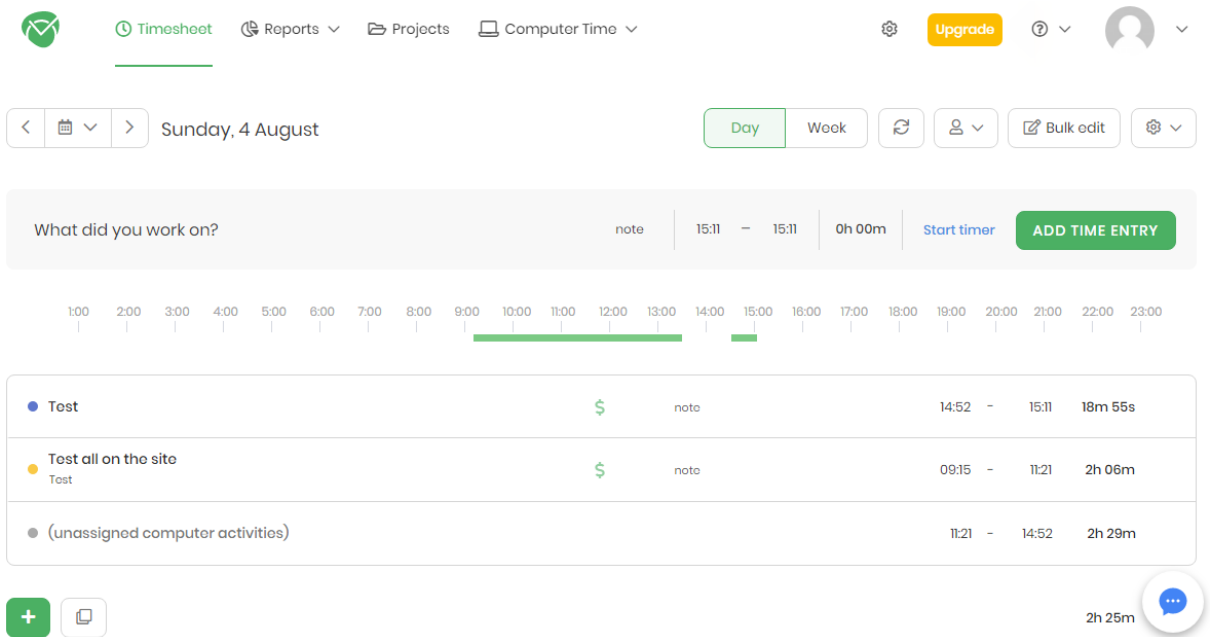 Timesheet Reports Projects Computer Time Upgrade
Sunday, 4 August Day Week Bulk edit
What did you work on? note 15:11 – 15:11 0h 00m Start timer ADD TIME ENTRY
1:00 2:00 3:00 4:00 5:00 6:00 7:00 8:00 9:00 10:00 11:00 12:00 13:00 14:00 15:00 16:00 17:00 18:00 19:00 20:00 21:00 22:00 23:00
Test $ note 14:52 - 15:11 18m 55s
Test all on the site $ note 09:15 - 11:21 2h 06m
Test
(unassigned computer activities) 11:21 - 14:52 2h 29m
2h 25m